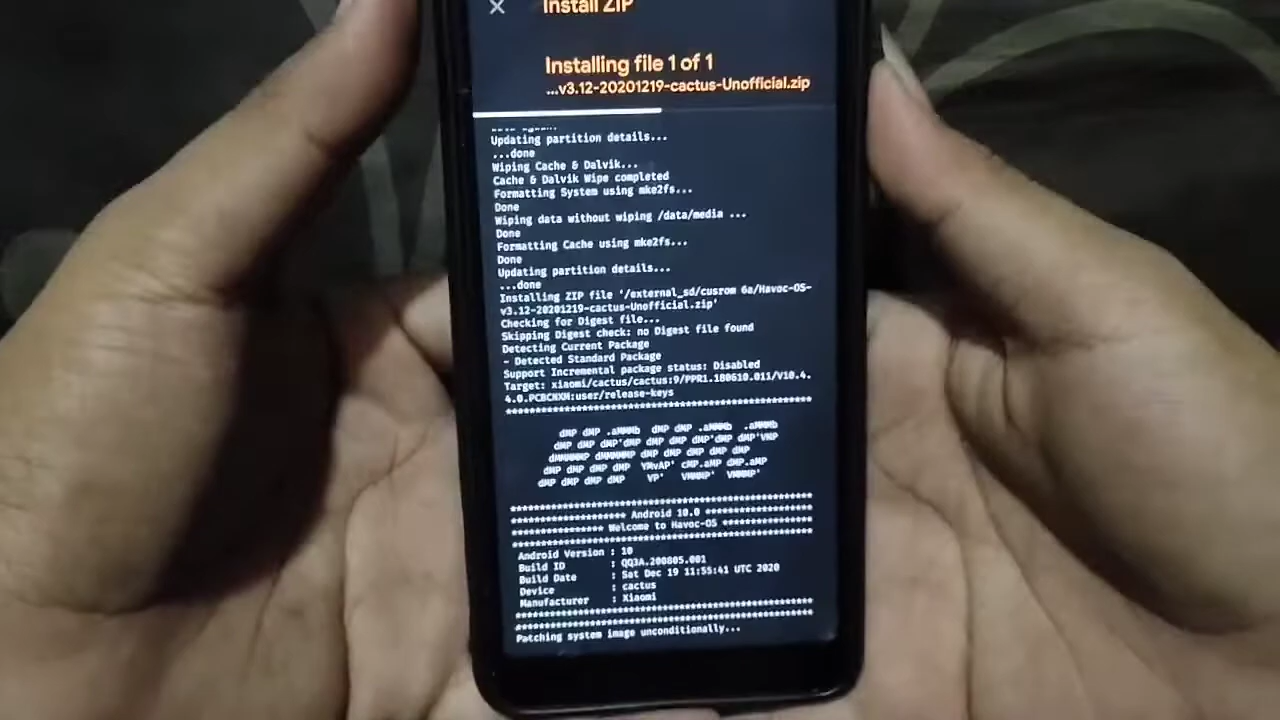 Install ZIP
Installing file 1 of 1
...v3.12-20201219-cactus-Unofficial.zip
Updating partition details...
...done
Wiping Cache & Dalvik...
Cache & Dalvik Wipe completed
Formatting System using mke2fs...
Done
Wiping data without wiping /data/media ...
Done
Formatting Cache using mke2fs...
Done
Updating partition details...
...done
Installing ZIP file '/external_sd/cusrom 6a/Havoc-OS-
v3.12-20201219-cactus-Unofficial.zip'
Checking for Digest file...
Skipping Digest check: no Digest file found
Detecting Current Package
- Detected Standard Package
Support Incremental package status: Disabled
Target: xiaomi/cactus/cactus:9/PPR1.180610.011/V10.4.
4.0.PCBCNXM:user/release-keys
Android 10.0
Welcome to Havoc-OS
Android Version : 10
Build ID : QQ3A.200805.001
Build Date : Sat Dec 19 11:55:41 UTC 2020
Device : cactus
Manufacturer : Xiaomi
Patching system image unconditionally...